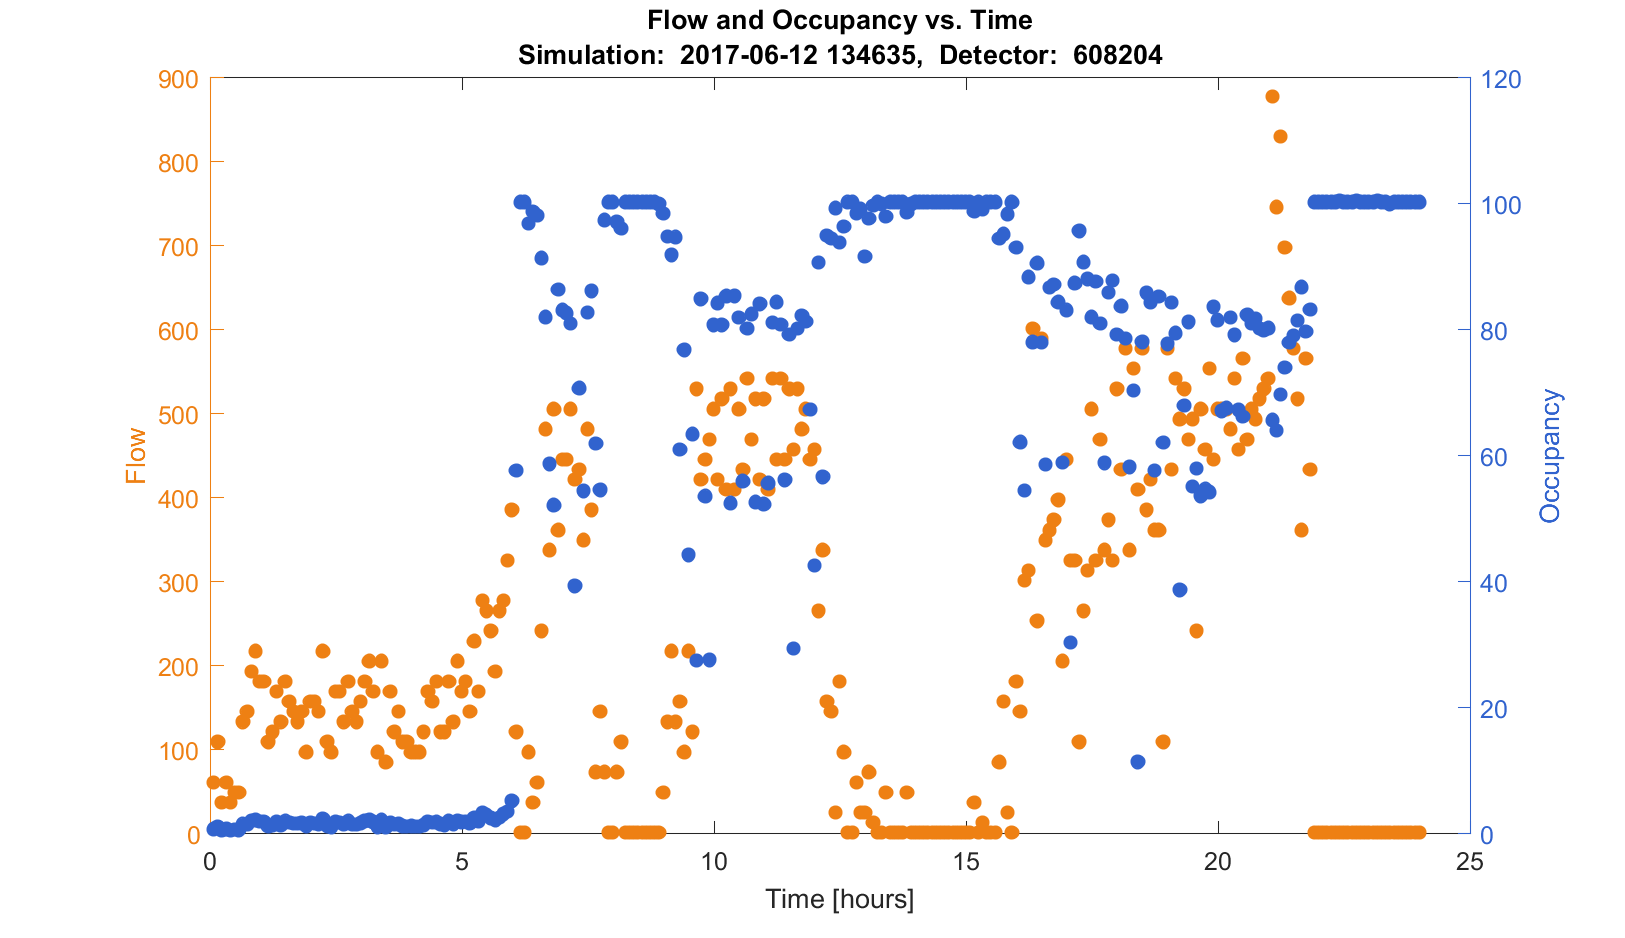 Flow and Occupancy vs. Time
Simulation:  2017-06-12 134635,  Detector:  608204
900
800
700
600
500
400
300
200
100
0
Flow
120
100
80
60
40
20
0
Occupancy
0 5 10 15 20 25
Time [hours]